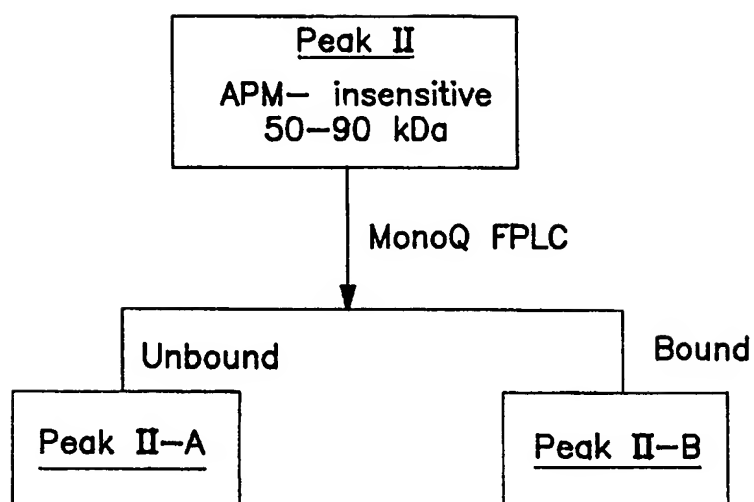 Peak II
APM- insensitive
50-90 kDa
MonoQ FPLC
Unbound
Bound
Peak II-A
Peak II-B